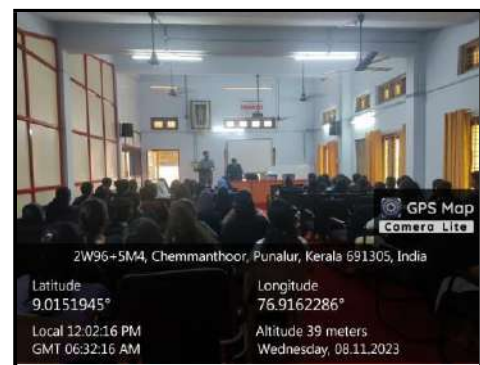 GPS Map
Camera Lite
2W96+5M4, Chemmanthoor, Punalur, Kerala 691305, India
Latitude
9.0151945°
Longitude
76.9162286°
Local 12:02:16 PM
GMT 06:32:16 AM
Altitude 39 meters
Wednesday, 08.11.2023